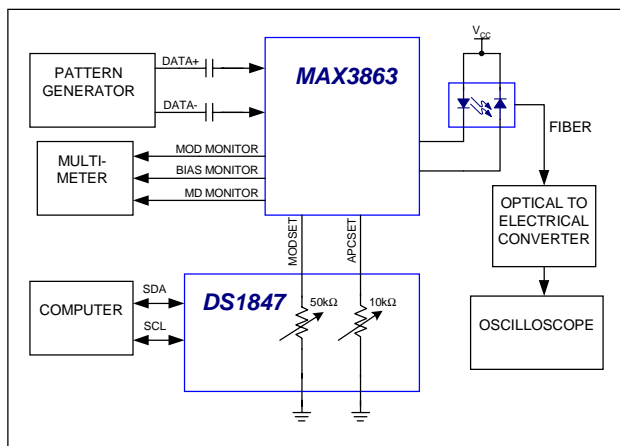 PATTERN
GENERATOR
DATA+
DATA-
MAX3863
VCC
FIBER
MULTI-
METER
MOD MONITOR
BIAS MONITOR
MD MONITOR
OPTICAL TO
ELECTRICAL
CONVERTER
MODSET
APCSET
COMPUTER
SDA
SCL
DS1847
50kΩ
10kΩ
OSCILLOSCOPE